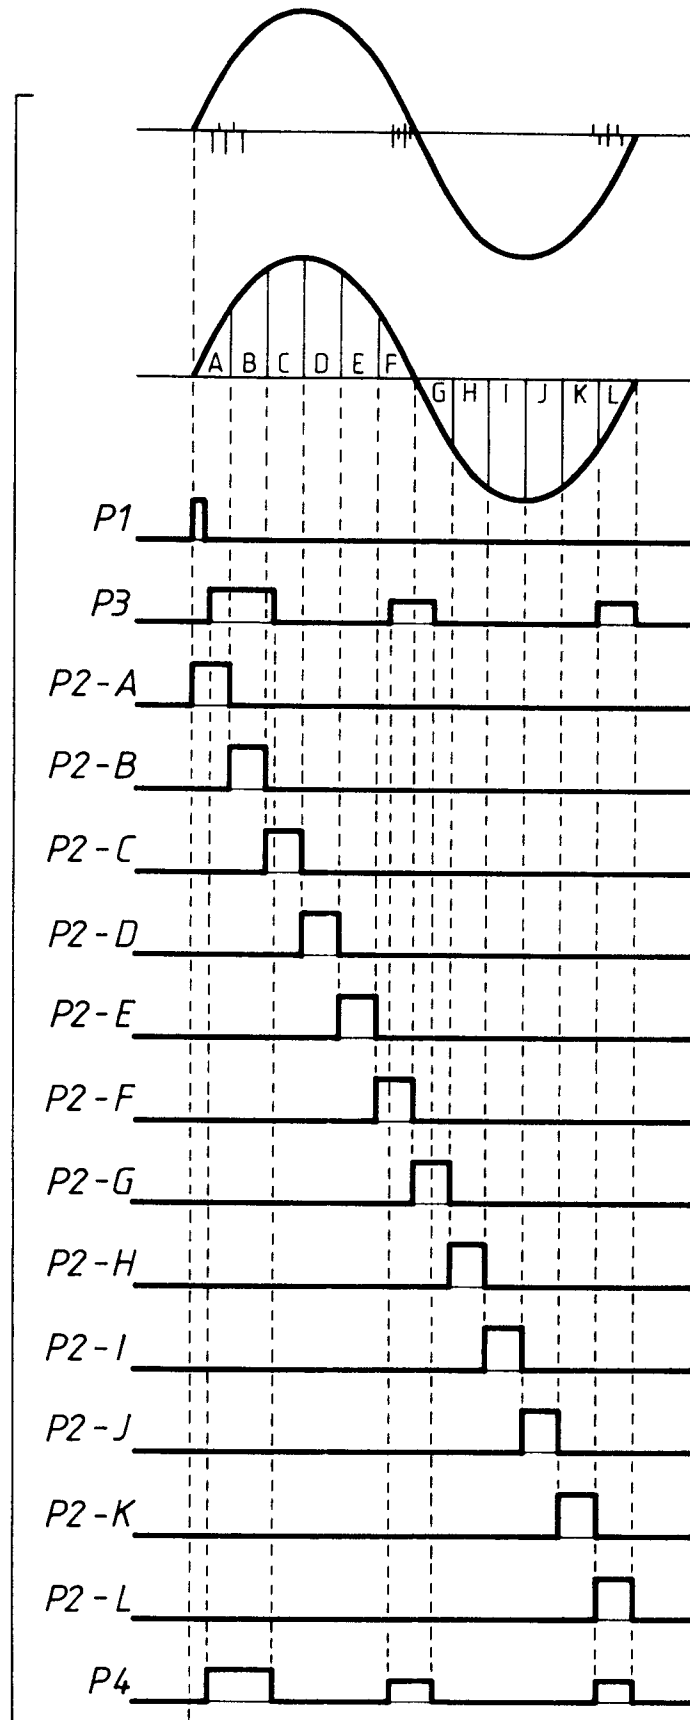 A B C D E F
G H I J K L
P1
P3
P2-A
P2-B
P2-C
P2-D
P2-E
P2-F
P2-G
P2-H
P2-I
P2-J
P2-K
P2-L
P4